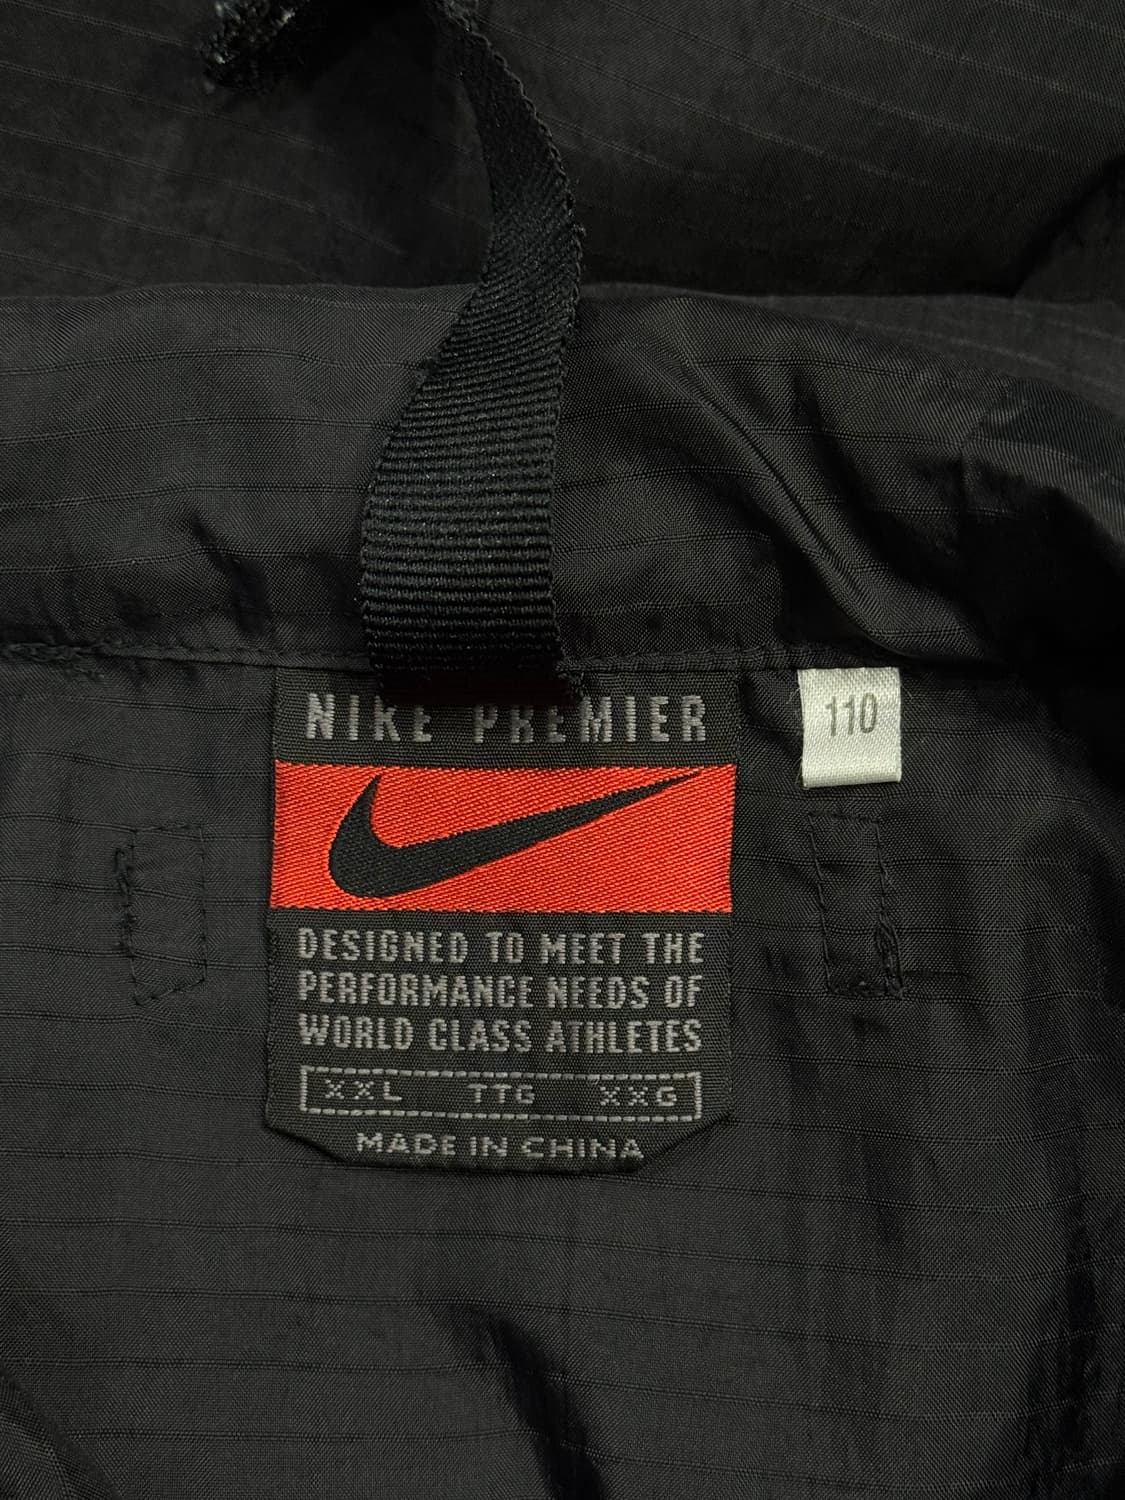 NIKE PREMIER
110
DESIGNED TO MEET THE
PERFORMANCE NEEDS OF
WORLD CLASS ATHLETES
XXL TTG XXG
MADE IN CHINA